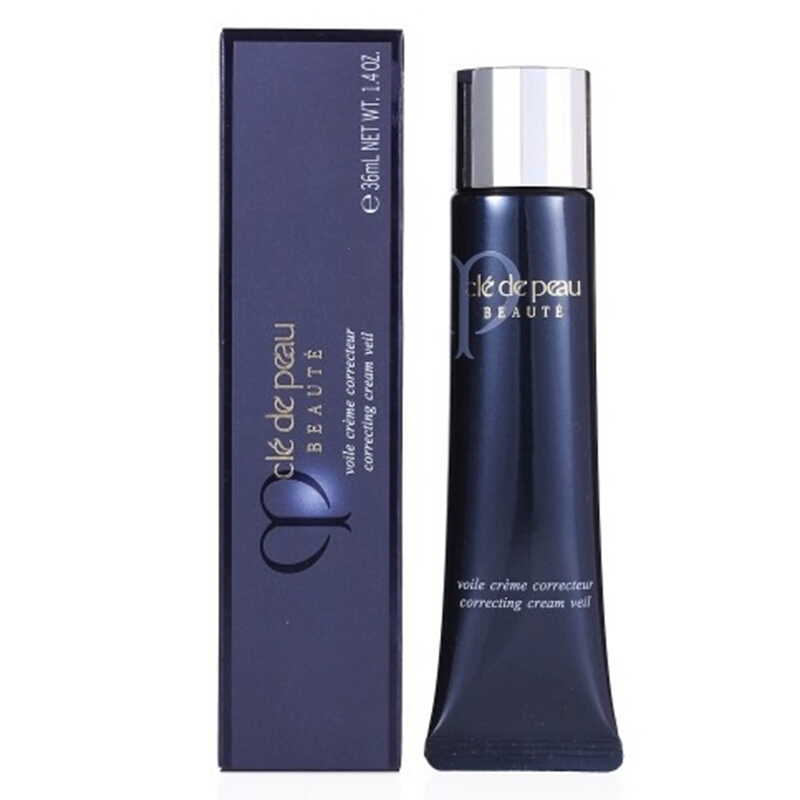 ℮ 36mL NET WT. 1.4 OZ.
clé de peau
BEAUTÉ
voile crème correcteur
correcting cream veil
clé de peau
BEAUTÉ
voile crème correcteur
correcting cream veil